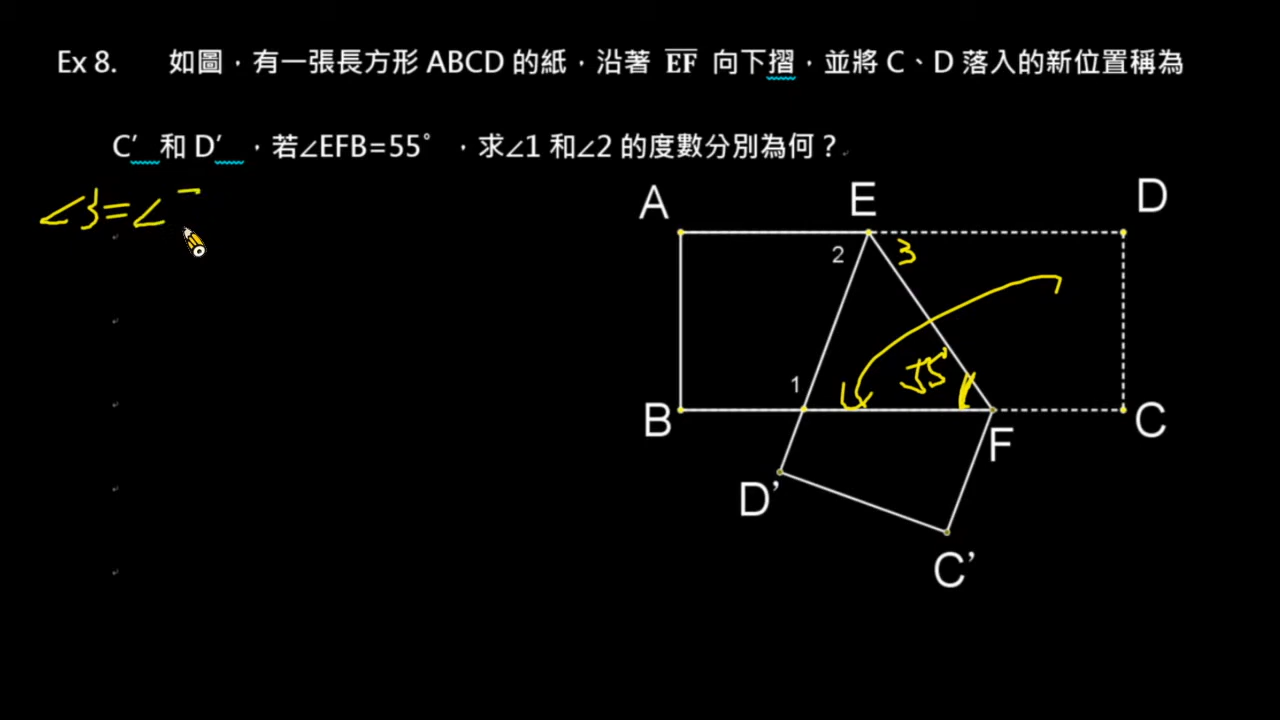 Ex 8. 如圖，有一張長方形 ABCD 的紙，沿著 EF 向下摺，並將 C、D 落入的新位置稱為
C′ 和 D′ ，若∠EFB=55° ，求∠1 和∠2 的度數分別為何？
∠3=∠
A E D
2 3
55°
1
B F C
D’
C’